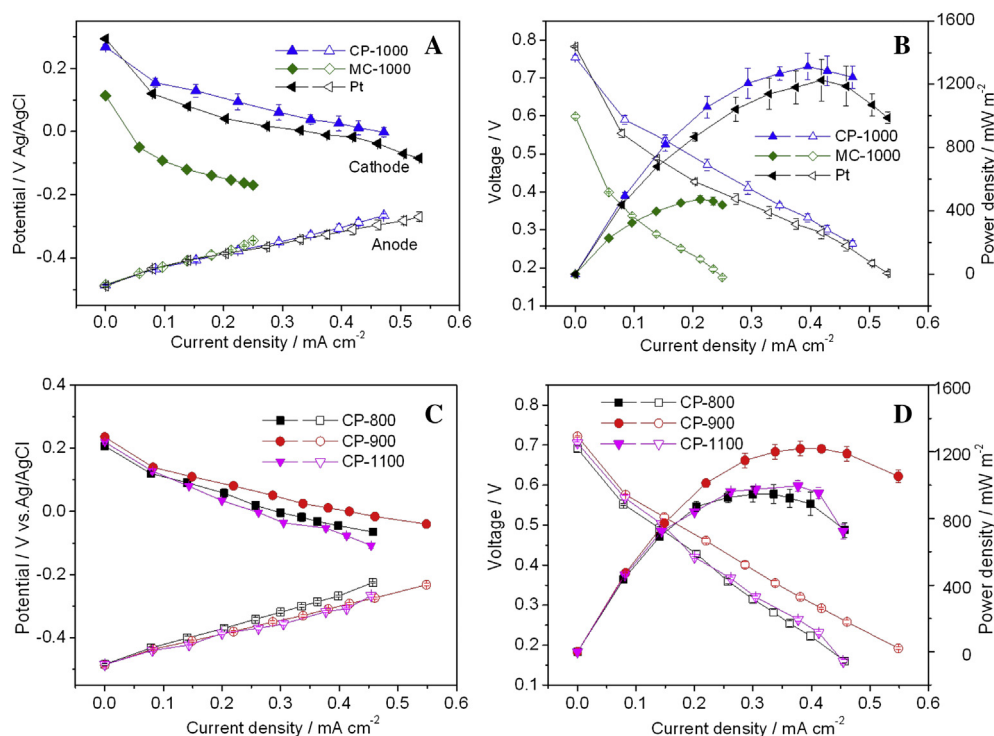 A
CP-1000
MC-1000
Pt
Cathode
Anode
Potential / V Ag/AgCl
0.2
0.0
-0.2
-0.4
0.0 0.1 0.2 0.3 0.4 0.5 0.6
Current density / mA cm-2
B
CP-1000
MC-1000
Pt
Voltage / V
0.8
0.7
0.6
0.5
0.4
0.3
0.2
0.1
Power density / mW m-2
1600
1200
800
400
0
0.0 0.1 0.2 0.3 0.4 0.5 0.6
Current density / mA cm-2
C
CP-800
CP-900
CP-1100
Potential / V Vs.Ag/AgCl
0.4
0.2
0.0
-0.2
-0.4
0.0 0.1 0.2 0.3 0.4 0.5 0.6
Current density / mA cm-2
D
CP-800
CP-900
CP-1100
Voltage / V
0.8
0.7
0.6
0.5
0.4
0.3
0.2
0.1
Power density / mW m-2
1600
1200
800
400
0
0.0 0.1 0.2 0.3 0.4 0.5 0.6
Current density / mA cm-2